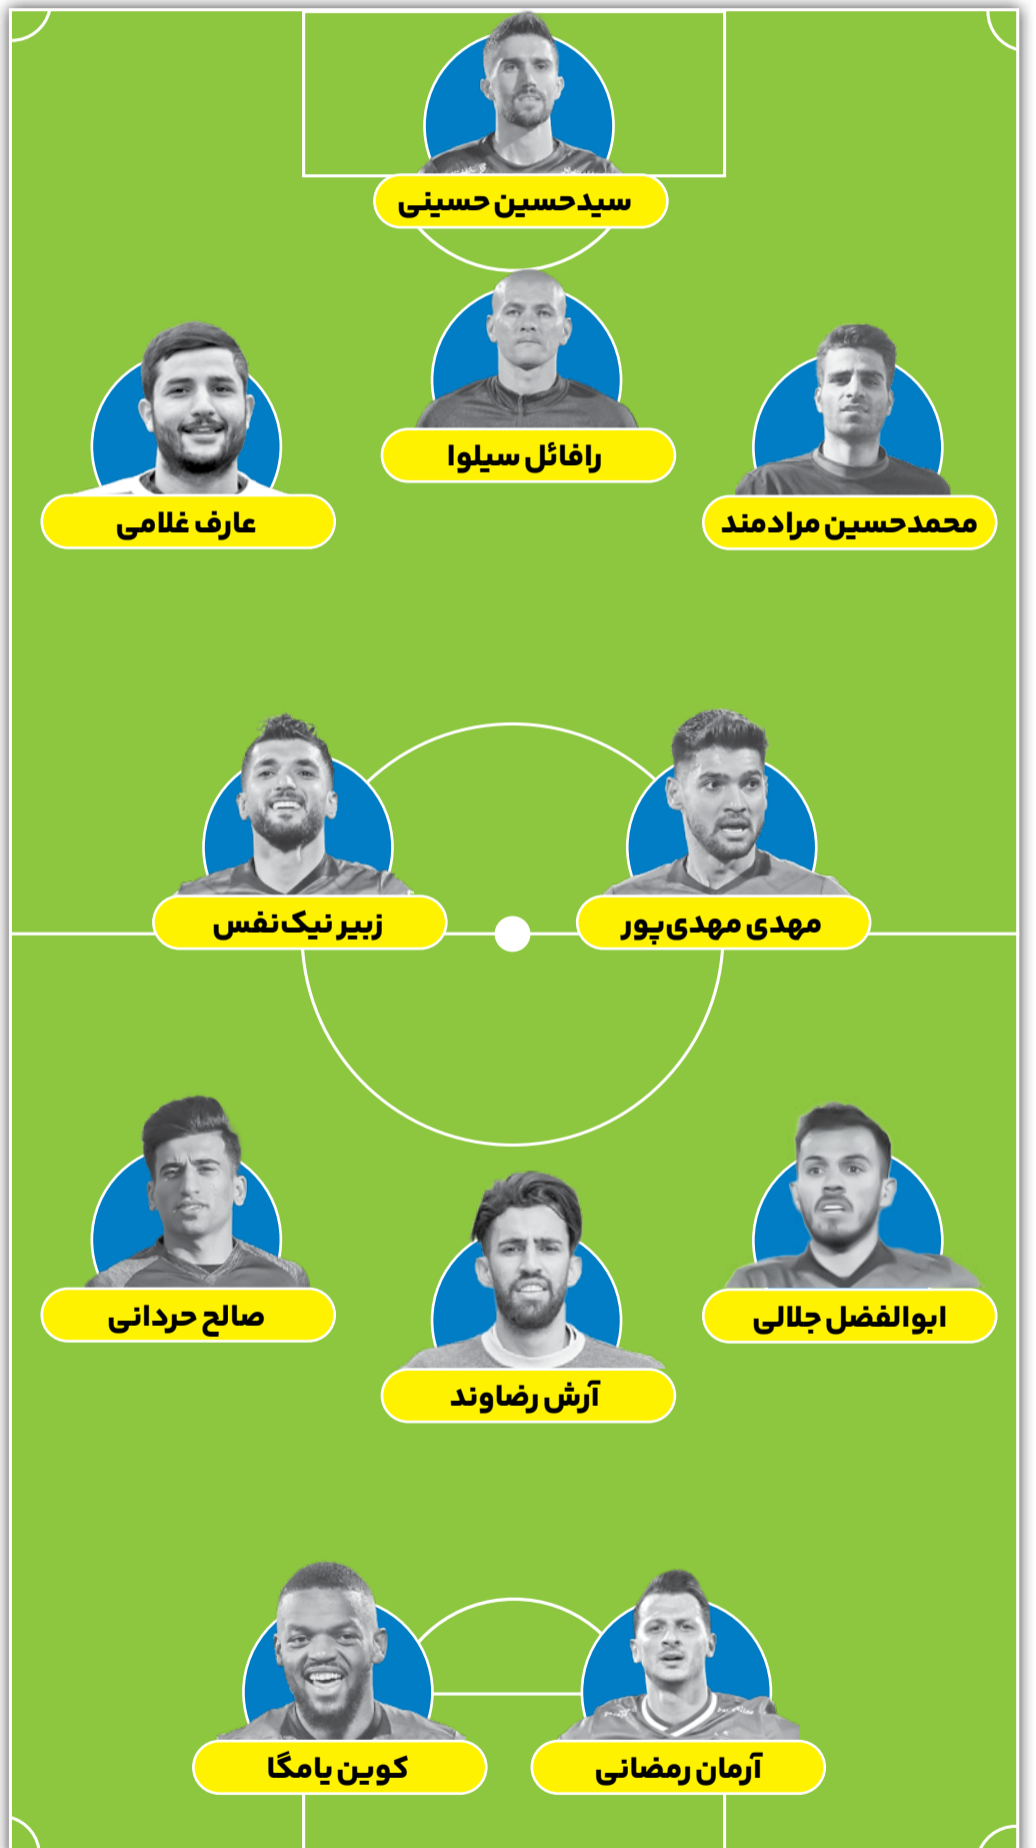 سیدحسین حسینی
رافائل سیلوا
محمدحسین مرادمند
عارف غلامی
مهدی مهدی‌پور
زبیر نیک‌نفس
ابوالفضل جلالی
صالح حردانی
آرش رضاوند
آرمان رمضانی
کوین یامگا